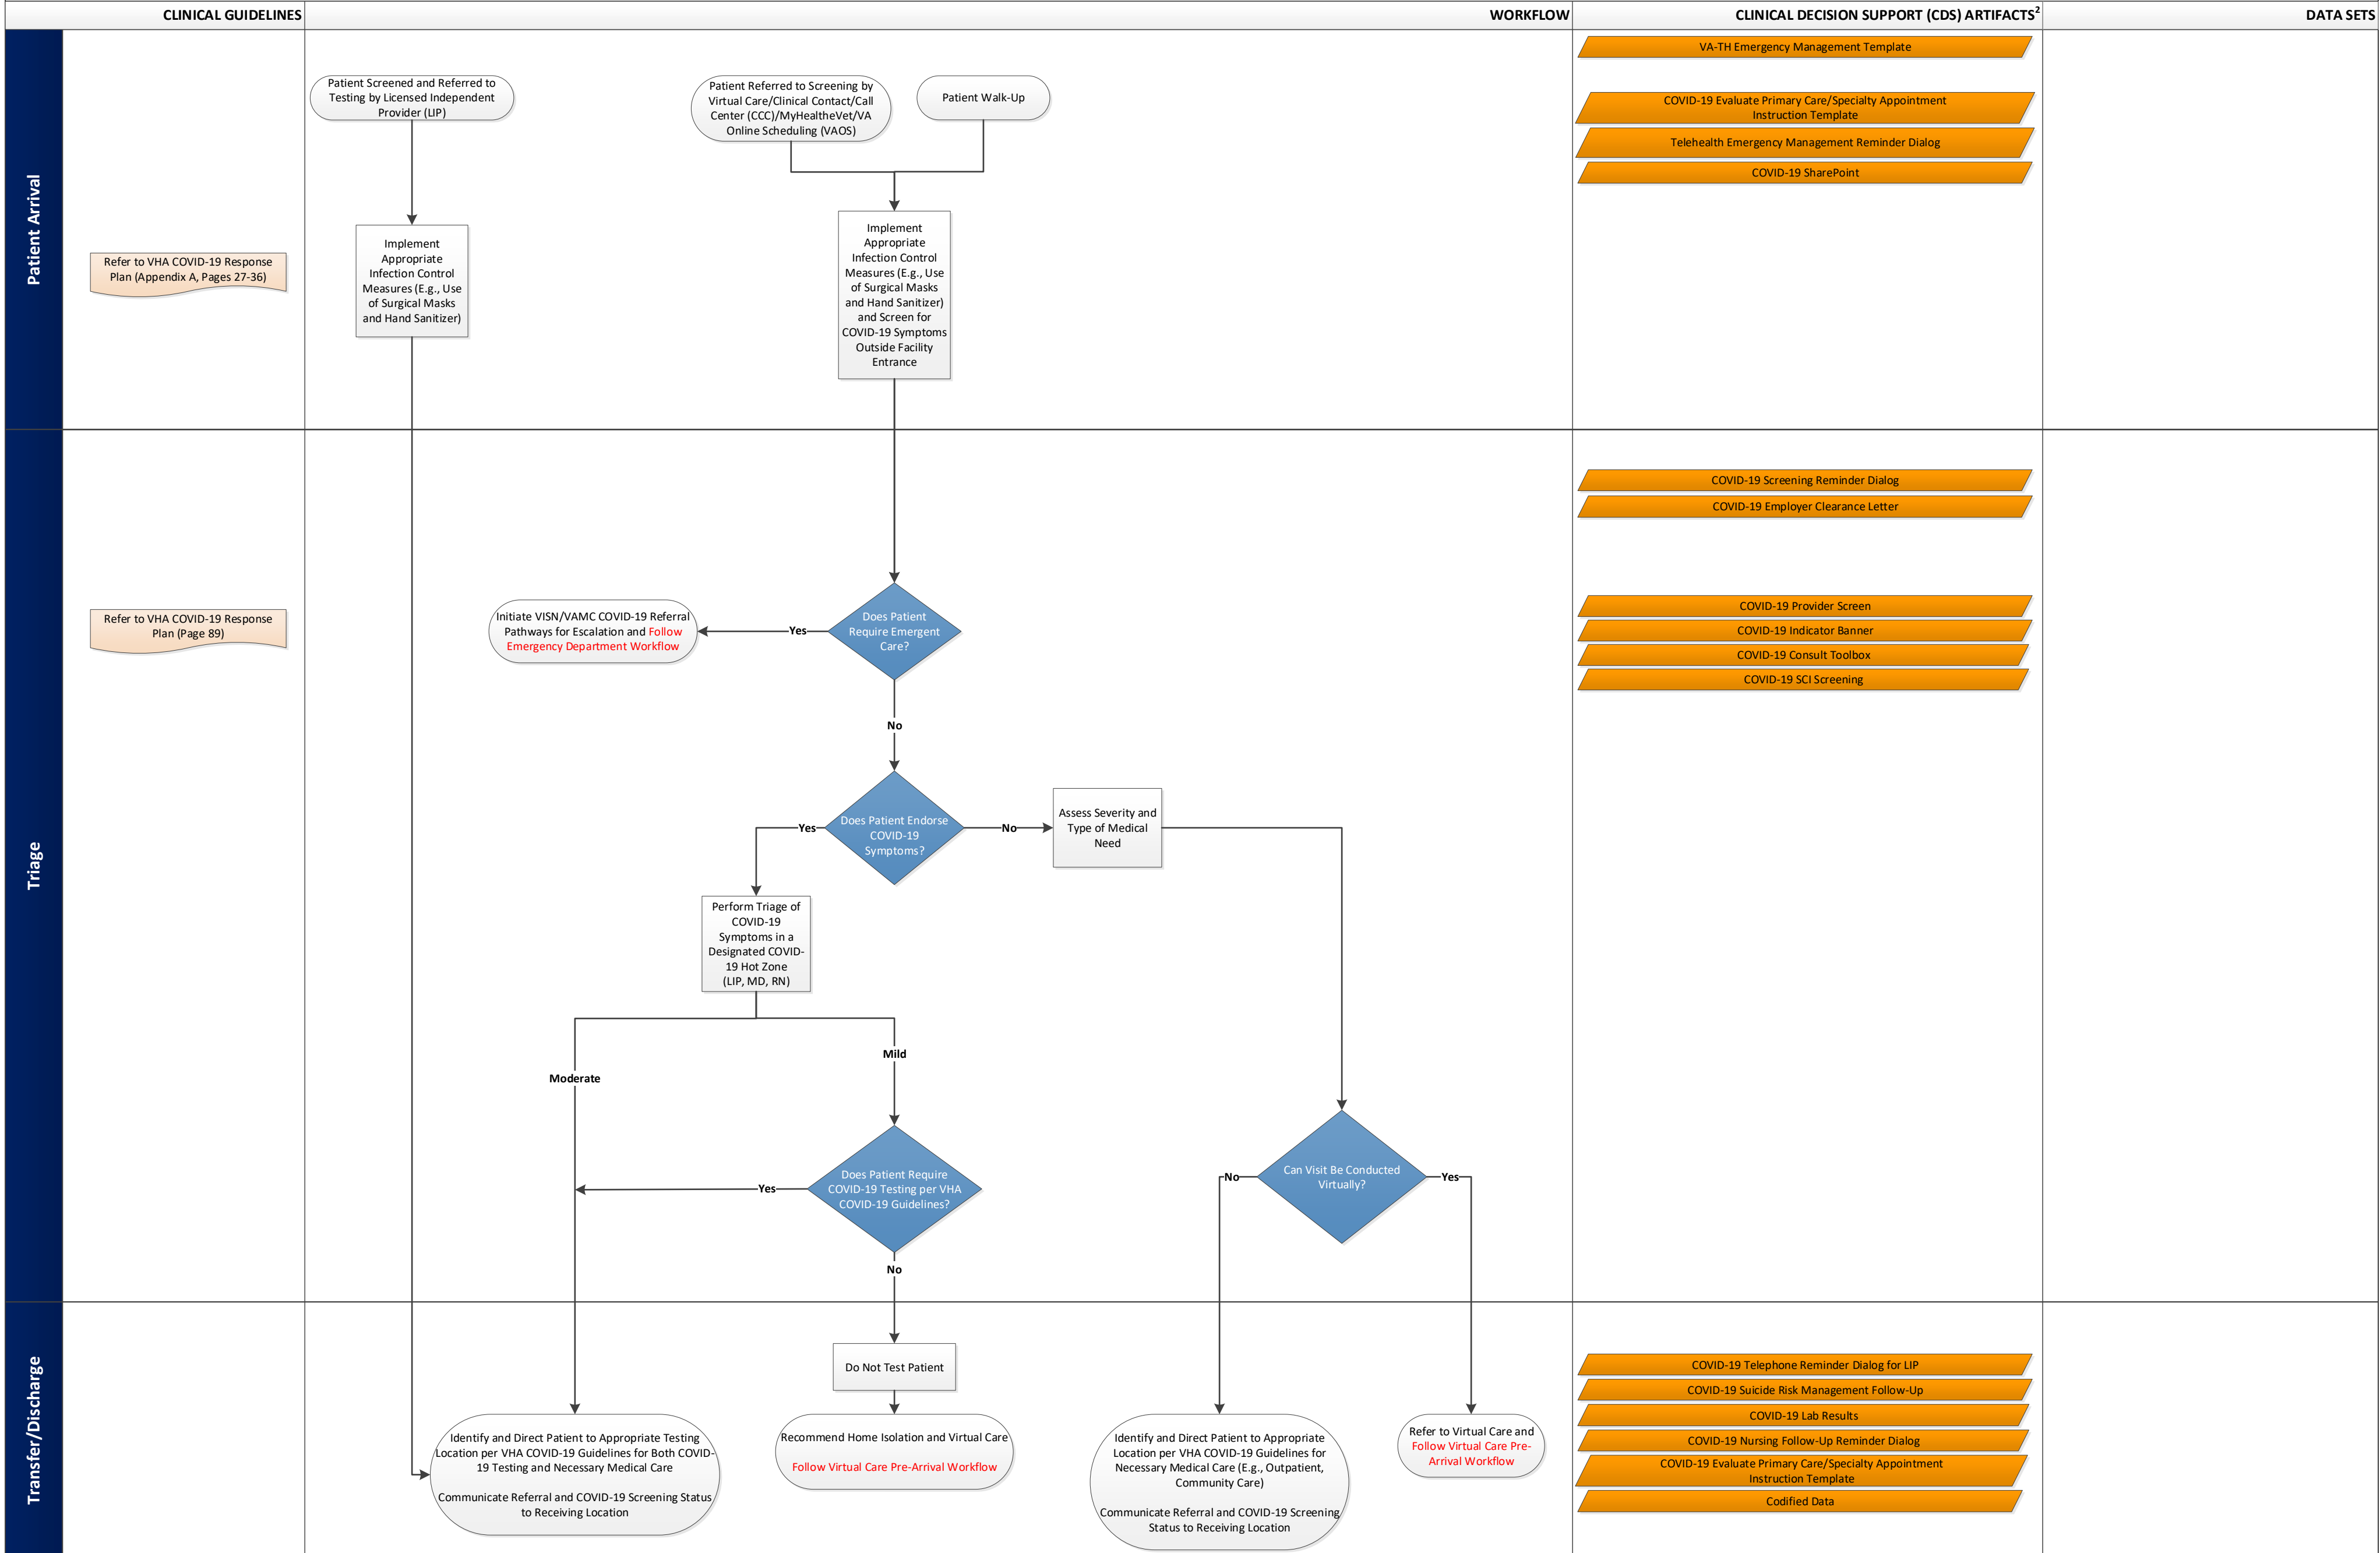 CLINICAL GUIDELINES
WORKFLOW
CLINICAL DECISION SUPPORT (CDS) ARTIFACTS2
DATA SETS
Patient Arrival
Refer to VHA COVID-19 Response
Plan (Appendix A, Pages 27-36)
Patient Screened and Referred to
Testing by Licensed Independent
Provider (LIP)
Patient Referred to Screening by
Virtual Care/Clinical Contact/Call
Center (CCC)/MyHealtheVet/VA
Online Scheduling (VAOS)
Patient Walk-Up
Implement
Appropriate
Infection Control
Measures (E.g., Use
of Surgical Masks
and Hand Sanitizer)
Implement
Appropriate
Infection Control
Measures (E.g., Use
of Surgical Masks
and Hand Sanitizer)
and Screen for
COVID-19 Symptoms
Outside Facility
Entrance
VA-TH Emergency Management Template
COVID-19 Evaluate Primary Care/Specialty Appointment
Instruction Template
Telehealth Emergency Management Reminder Dialog
COVID-19 SharePoint
Triage
Refer to VHA COVID-19 Response
Plan (Page 89)
Initiate VISN/VAMC COVID-19 Referral
Pathways for Escalation and Follow
Emergency Department Workflow
Yes
Does Patient
Require Emergent
Care?
No
Yes
Does Patient Endorse
COVID-19
Symptoms?
No
Assess Severity and
Type of Medical
Need
Perform Triage of
COVID-19
Symptoms in a
Designated COVID-
19 Hot Zone
(LIP, MD, RN)
Mild
Moderate
Yes
Does Patient Require
COVID-19 Testing per VHA
COVID-19 Guidelines?
No
No
Can Visit Be Conducted
Virtually?
Yes
COVID-19 Screening Reminder Dialog
COVID-19 Employer Clearance Letter
COVID-19 Provider Screen
COVID-19 Indicator Banner
COVID-19 Consult Toolbox
COVID-19 SCI Screening
Transfer/Discharge
Do Not Test Patient
Identify and Direct Patient to Appropriate Testing
Location per VHA COVID-19 Guidelines for Both COVID-
19 Testing and Necessary Medical Care
Communicate Referral and COVID-19 Screening Status
to Receiving Location
Recommend Home Isolation and Virtual Care
Follow Virtual Care Pre-Arrival Workflow
Identify and Direct Patient to Appropriate
Location per VHA COVID-19 Guidelines for
Necessary Medical Care (E.g., Outpatient,
Community Care)
Communicate Referral and COVID-19 Screening
Status to Receiving Location
Refer to Virtual Care and
Follow Virtual Care Pre-
Arrival Workflow
COVID-19 Telephone Reminder Dialog for LIP
COVID-19 Suicide Risk Management Follow-Up
COVID-19 Lab Results
COVID-19 Nursing Follow-Up Reminder Dialog
COVID-19 Evaluate Primary Care/Specialty Appointment
Instruction Template
Codified Data